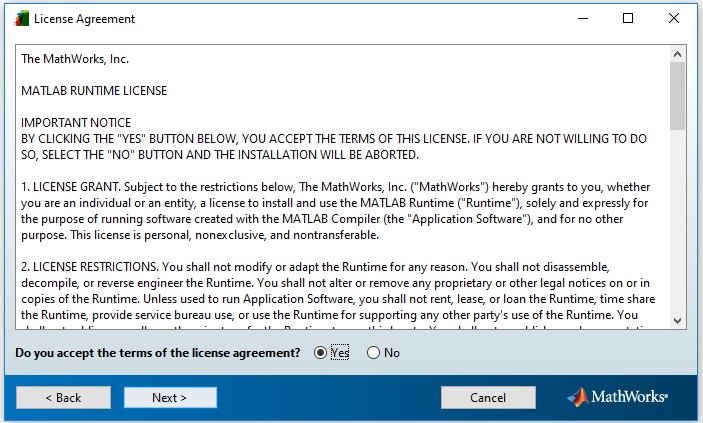 License Agreement
The MathWorks, Inc.
MATLAB RUNTIME LICENSE
IMPORTANT NOTICE
BY CLICKING THE "YES" BUTTON BELOW, YOU ACCEPT THE TERMS OF THIS LICENSE. IF YOU ARE NOT WILLING TO DO
SO, SELECT THE "NO" BUTTON AND THE INSTALLATION WILL BE ABORTED.
1. LICENSE GRANT. Subject to the restrictions below, The MathWorks, Inc. ("MathWorks") hereby grants to you, whether
you are an individual or an entity, a license to install and use the MATLAB Runtime ("Runtime"), solely and expressly for
the purpose of running software created with the MATLAB Compiler (the "Application Software"), and for no other
purpose. This license is personal, nonexclusive, and nontransferable.
2. LICENSE RESTRICTIONS. You shall not modify or adapt the Runtime for any reason. You shall not disassemble,
decompile, or reverse engineer the Runtime. You shall not alter or remove any proprietary or other legal notices on or in
copies of the Runtime. Unless used to run Application Software, you shall not rent, lease, or loan the Runtime, time share
the Runtime, provide service bureau use, or use the Runtime for supporting any other party's use of the Runtime. You
Do you accept the terms of the license agreement? Yes No
< Back Next > Cancel MathWorks®